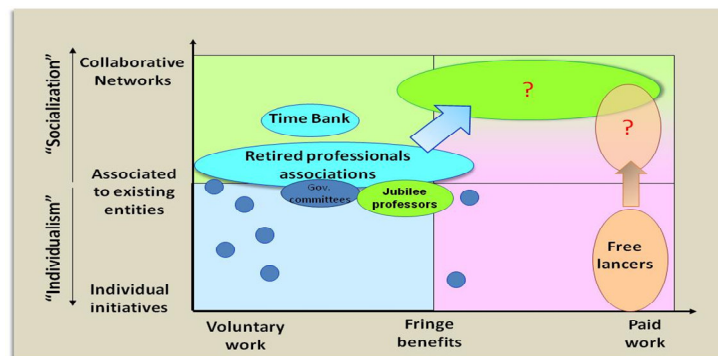 "Socialization"
"Individualism"
Collaborative
Networks
Associated
to existing
entities
Individual
initiatives
?
?
Time Bank
Retired professionals
associations
Gov.
committees
Jubilee
professors
Free
lancers
Voluntary
work
Fringe
benefits
Paid
work